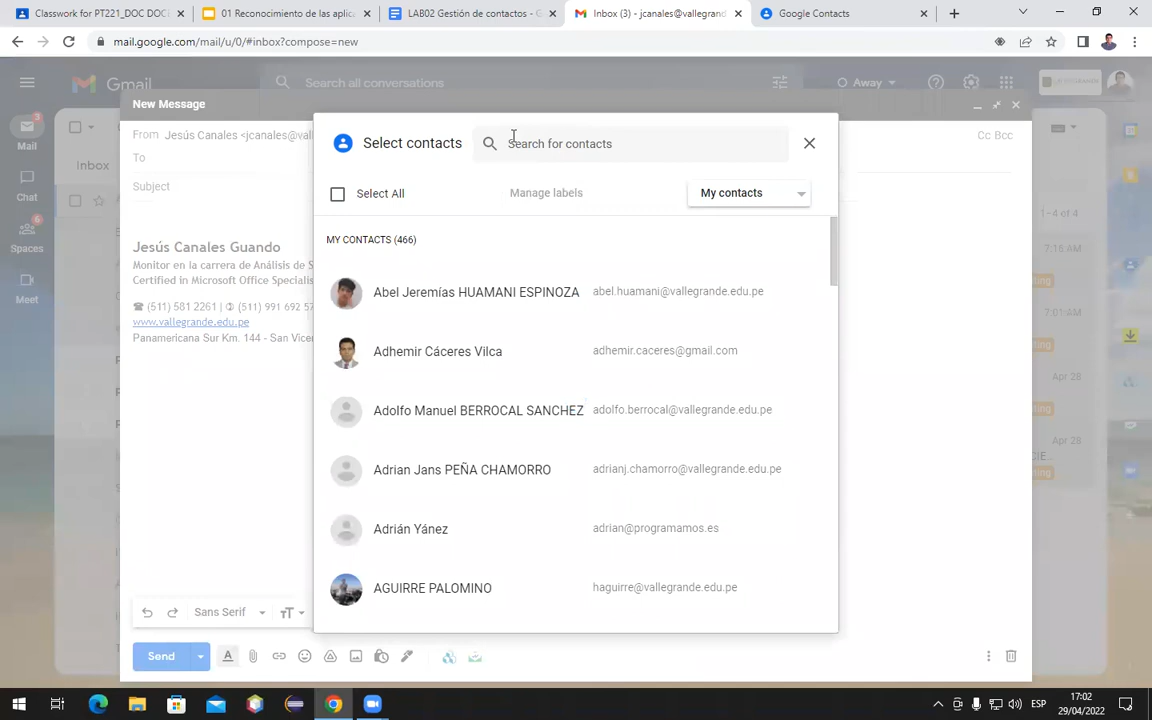 Classwork for PT221_DOC DOCE
01 Reconocimiento de las aplica
LAB02 Gestión de contactos - G
Inbox (3) - jcanales@vallegrand
Google Contacts
mail.google.com/mail/u/0/#inbox?compose=new
Gmail
Search all conversations
Away
New Message
3
Mail
Chat
6
Spaces
Meet
Inbox
From Jesús Canales <jcanales@val
Cc Bcc
To
Subject
Select contacts
Search for contacts
Select All
Manage labels
My contacts
1–4 of 4
7:15 AM
7:01 AM
Apr 28
Apr 28
MY CONTACTS (466)
Jesús Canales Guando
Monitor en la carrera de Análisis de S
Certified in Microsoft Office Specialis
(511) 581 2261 | (511) 991 692 57
www.vallegrande.edu.pe
Panamericana Sur Km. 144 - San Vice
Abel Jeremías HUAMANI ESPINOZA abel.huamani@vallegrande.edu.pe
Adhemir Cáceres Vilca adhemir.caceres@gmail.com
Adolfo Manuel BERROCAL SANCHEZ adolfo.berrocal@vallegrande.edu.pe
Adrian Jans PEÑA CHAMORRO adrianj.chamorro@vallegrande.edu.pe
Adrián Yánez adrian@programamos.es
AGUIRRE PALOMINO haguirre@vallegrande.edu.pe
Sans Serif
Send
ESP
17:02
29/04/2022